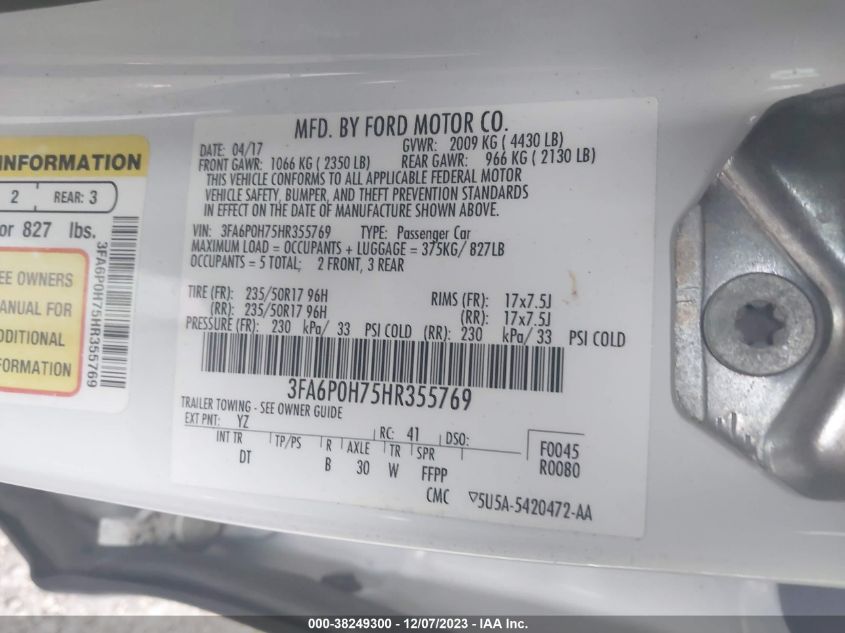 MFD. BY FORD MOTOR CO.
DATE: 04/17 GVWR: 2009 KG (4430 LB)
FRONT GAWR: 1066 KG (2350 LB) REAR GAWR: 966 KG (2130 LB)
THIS VEHICLE CONFORMS TO ALL APPLICABLE FEDERAL MOTOR
VEHICLE SAFETY, BUMPER, AND THEFT PREVENTION STANDARDS
IN EFFECT ON THE DATE OF MANUFACTURE SHOWN ABOVE.
VIN: 3FA6P0H75HR355769 TYPE: Passenger Car
MAXIMUM LOAD = OCCUPANTS + LUGGAGE = 375KG/ 827LB
OCCUPANTS = 5 TOTAL; 2 FRONT, 3 REAR
TIRE (FR): 235/50R17 96H RIMS (FR): 17x7.5J
(RR): 235/50R17 96H (RR): 17x7.5J
PRESSURE (FR): 230 kPa/ 33 PSI COLD (RR): 230 kPa/ 33 PSI COLD
3FA6P0H75HR355769
TRAILER TOWING - SEE OWNER GUIDE
EXT PNT: YZ RC: 41 DSO: F0045
INT TR TP/PS R AXLE TR SPR R0080
DT B 30 W FFPP
CMC ▽5U5A-5420472-AA
INFORMATION
2 REAR: 3
or 827 lbs.
EE OWNERS
ANUAL FOR
DDITIONAL
FORMATION
3FA6P0H75HR355769
000-38249300 - 12/07/2023 - IAA Inc.